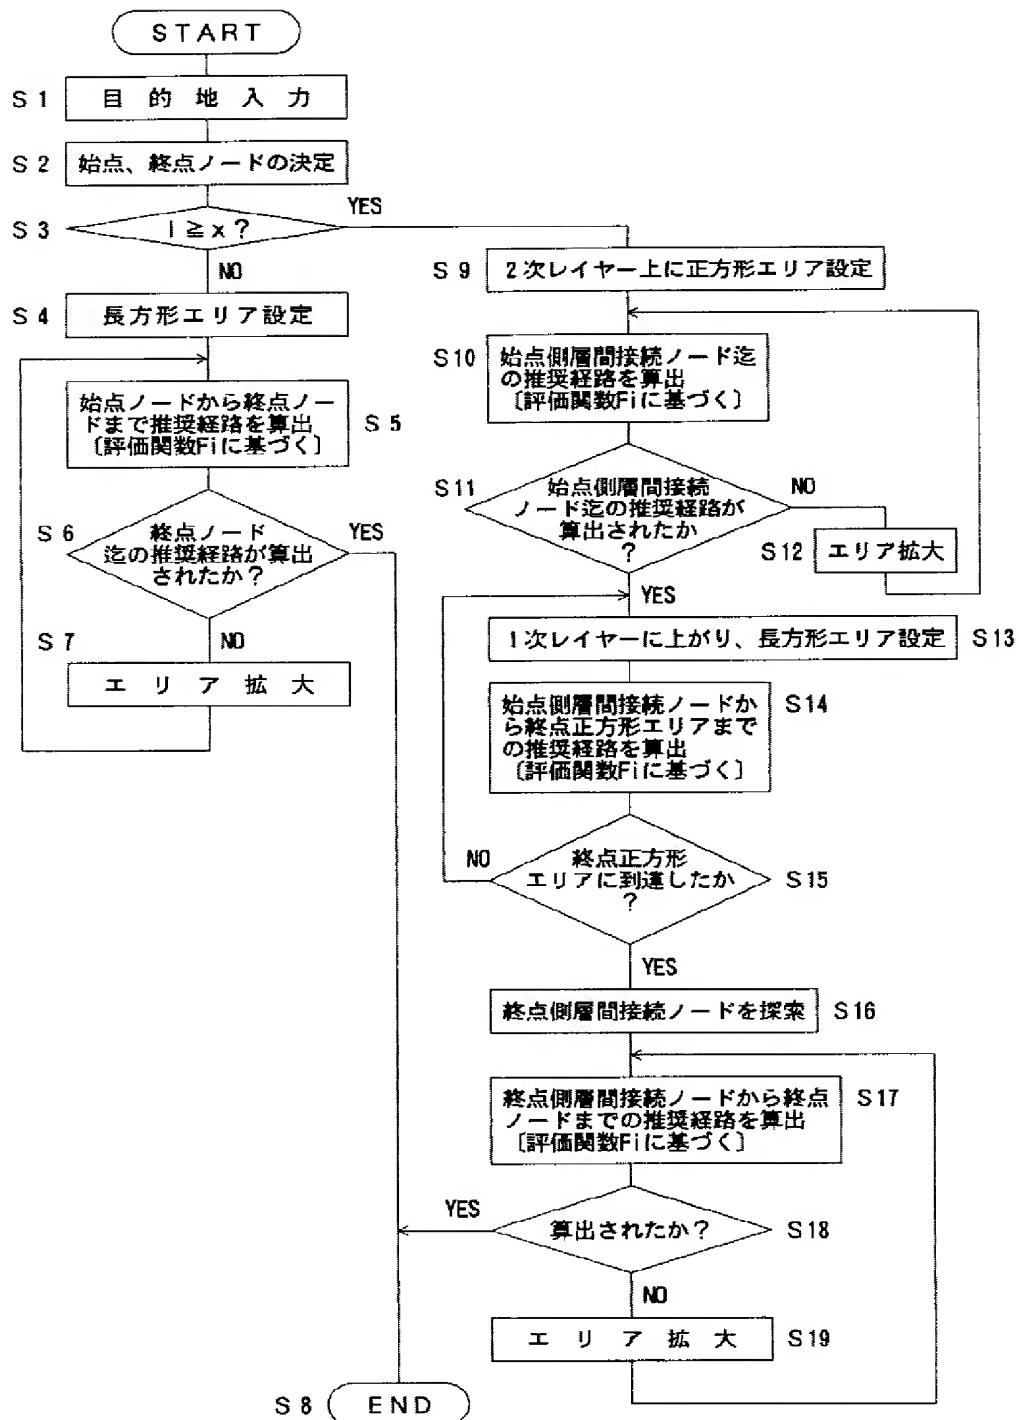 START
S1
目的地入力
S2
始点、終点ノードの決定
S3
l≧x?
YES
NO
S4
長方形エリア設定
始点ノードから終点ノー
ドまで推奨経路を算出
〔評価関数Fiに基づく〕
S5
S6
終点ノード
迄の推奨経路が算出
されたか?
YES
S7
NO
エリア拡大
S9
2次レイヤー上に正方形エリア設定
S10
始点側層間接続ノード迄
の推奨経路を算出
〔評価関数Fiに基づく〕
S11
始点側層間接続
ノード迄の推奨経路が
算出されたか
?
NO
S12
エリア拡大
YES
1次レイヤーに上がり、長方形エリア設定
S13
始点側層間接続ノードか
ら終点正方形エリアまで
の推奨経路を算出
〔評価関数Fiに基づく〕
S14
NO
終点正方形
エリアに到達したか
?
S15
YES
終点側層間接続ノードを探索
S16
終点側層間接続ノードから終点
ノードまでの推奨経路を算出
〔評価関数Fiに基づく〕
S17
YES
算出されたか?
S18
NO
エリア拡大
S19
S8
END